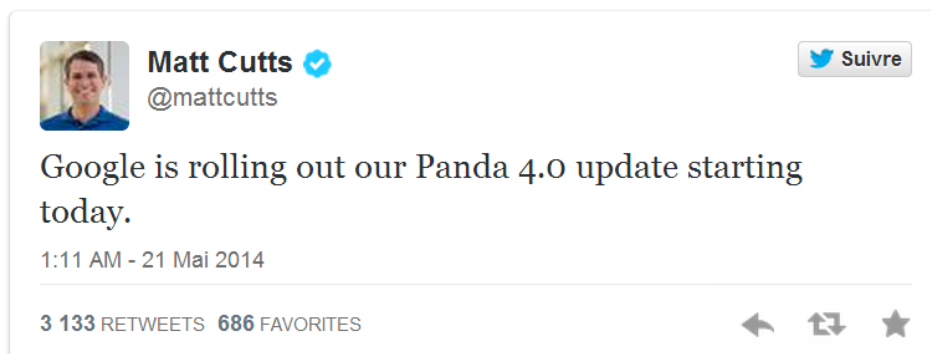 Matt Cutts
Suivre
@mattcutts
Google is rolling out our Panda 4.0 update starting
today.
1:11 AM - 21 Mai 2014
3 133 RETWEETS 686 FAVORITES